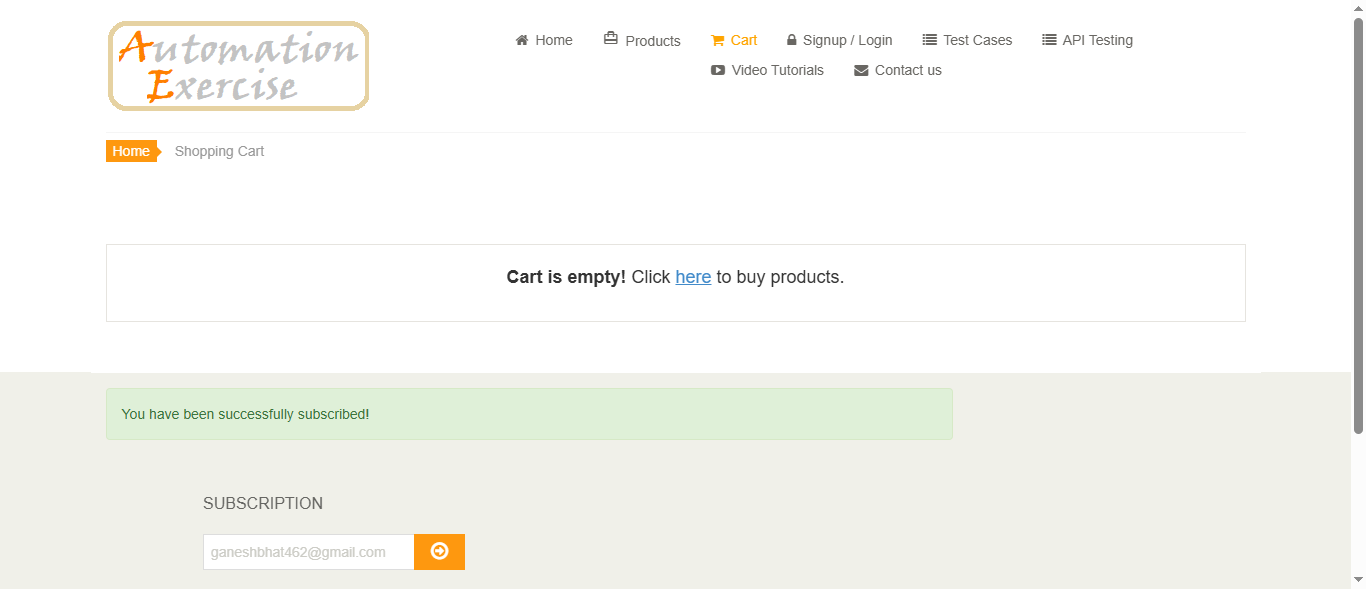 Automation
Exercise
Home Products Cart Signup / Login Test Cases API Testing
Video Tutorials Contact us
Home Shopping Cart
Cart is empty! Click here to buy products.
You have been successfully subscribed!
SUBSCRIPTION
ganeshbhat462@gmail.com